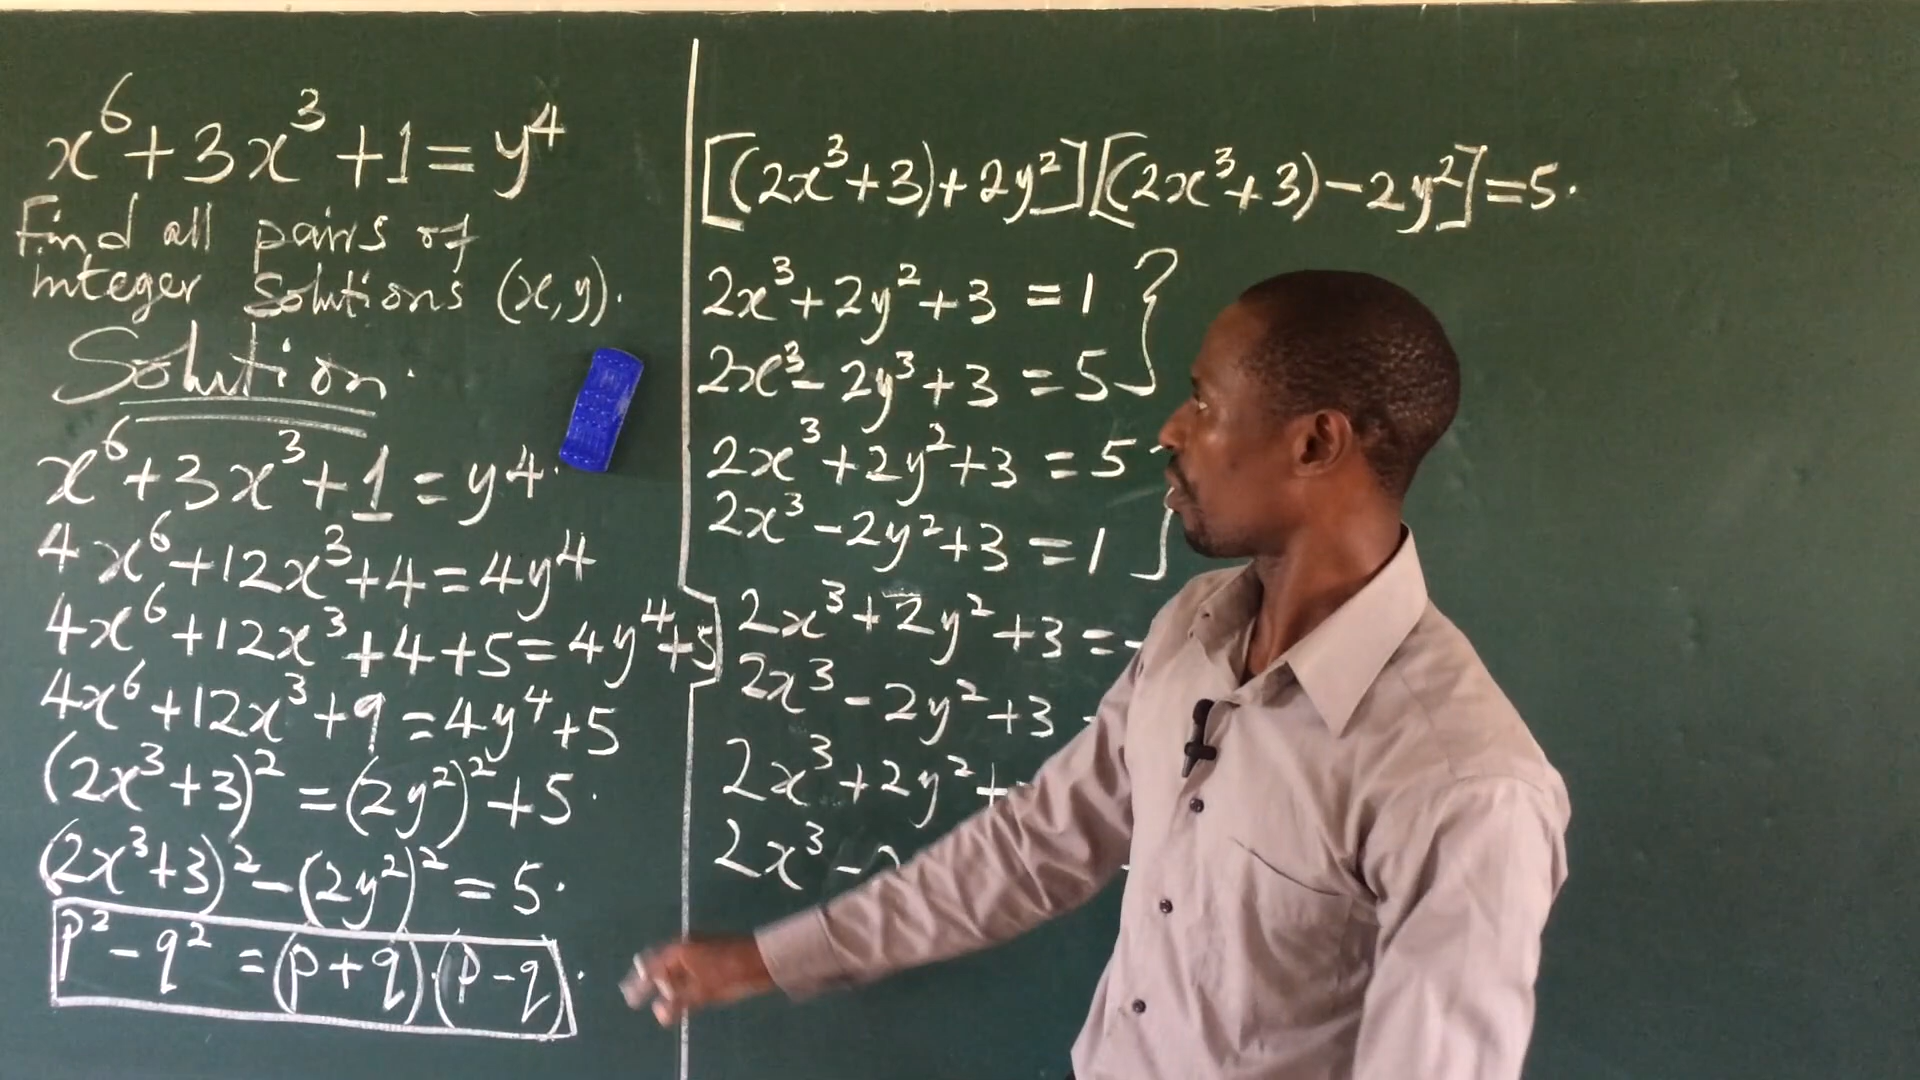 x⁶+3x³+1=y⁴
Find all pairs of
integer solutions (x,y).
Solution.
x⁶+3x³+1=y⁴.
4x⁶+12x³+4=4y⁴
4x⁶+12x³+4+5=4y⁴+5
4x⁶+12x³+9=4y⁴+5
(2x³+3)²=(2y²)²+5.
(2x³+3)²-(2y²)²=5.
p²-q²=(p+q).(p-q).
[(2x³+3)+2y²][(2x³+3)-2y²]=5.
2x³+2y²+3=1
2x³-2y³+3=5
2x³+2y²+3=5
2x³-2y²+3=1
2x³+2y²+3=-
2x³-2y²+3
2x³+2y²+
2x³-2